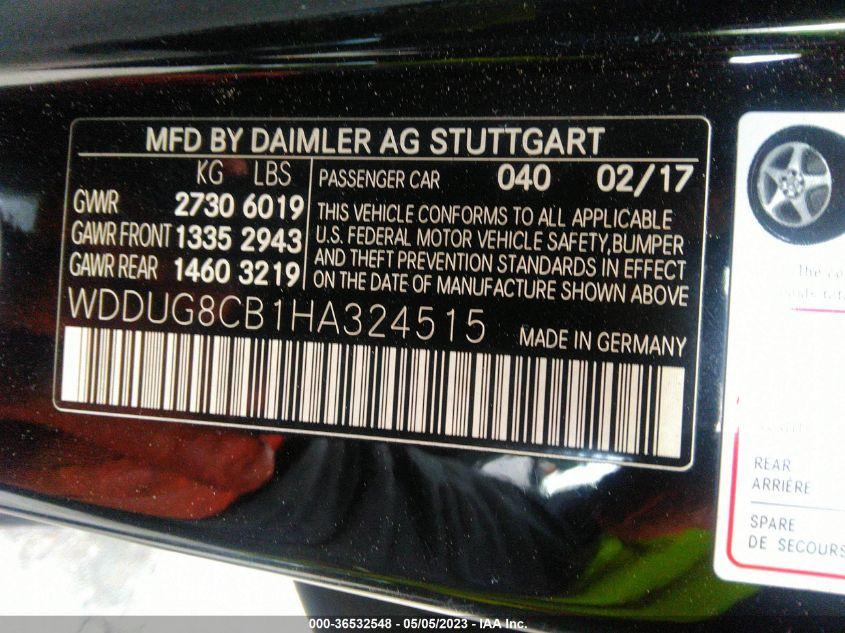 MFD BY DAIMLER AG STUTTGART
KG LBS
GVWR 2730 6019
GAWR FRONT 1335 2943
GAWR REAR 1460 3219
PASSENGER CAR 040 02/17
THIS VEHICLE CONFORMS TO ALL APPLICABLE
U.S. FEDERAL MOTOR VEHICLE SAFETY, BUMPER
AND THEFT PREVENTION STANDARDS IN EFFECT
ON THE DATE OF MANUFACTURE SHOWN ABOVE
WDDUG8CB1HA324515
MADE IN GERMANY
The
REAR
ARRIÈRE
SPARE
DE SECOURS
000-36532548 - 05/05/2023 - IAA Inc.